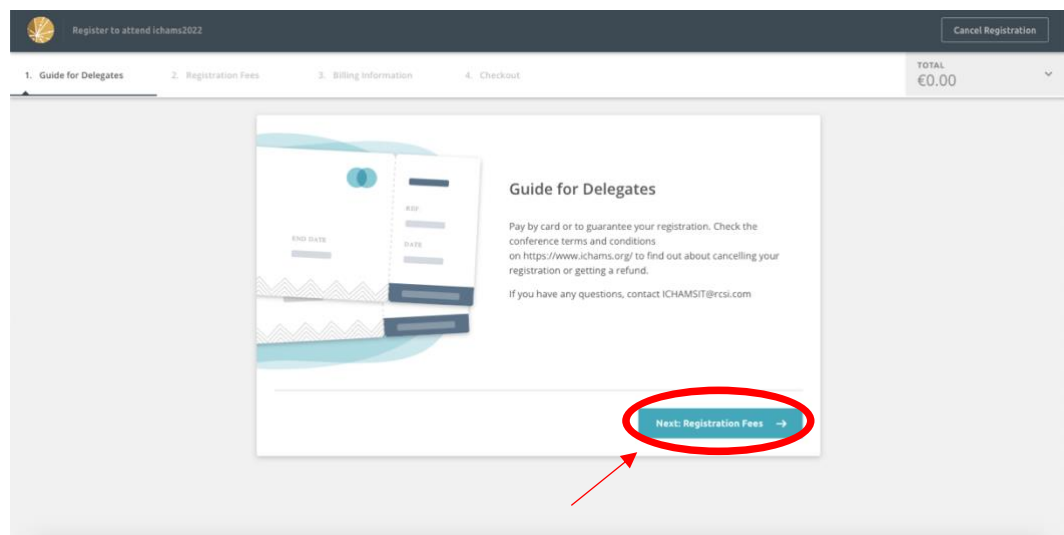 Register to attend ichams2022
Cancel Registration
1. Guide for Delegates
2. Registration Fees
3. Billing Information
4. Checkout
TOTAL
€0.00
REF
END DATE
DATE
Guide for Delegates
Pay by card or to guarantee your registration. Check the
conference terms and conditions
on https://www.ichams.org/ to find out about cancelling your
registration or getting a refund.
If you have any questions, contact ICHAMSIT@rcsi.com
Next: Registration Fees →